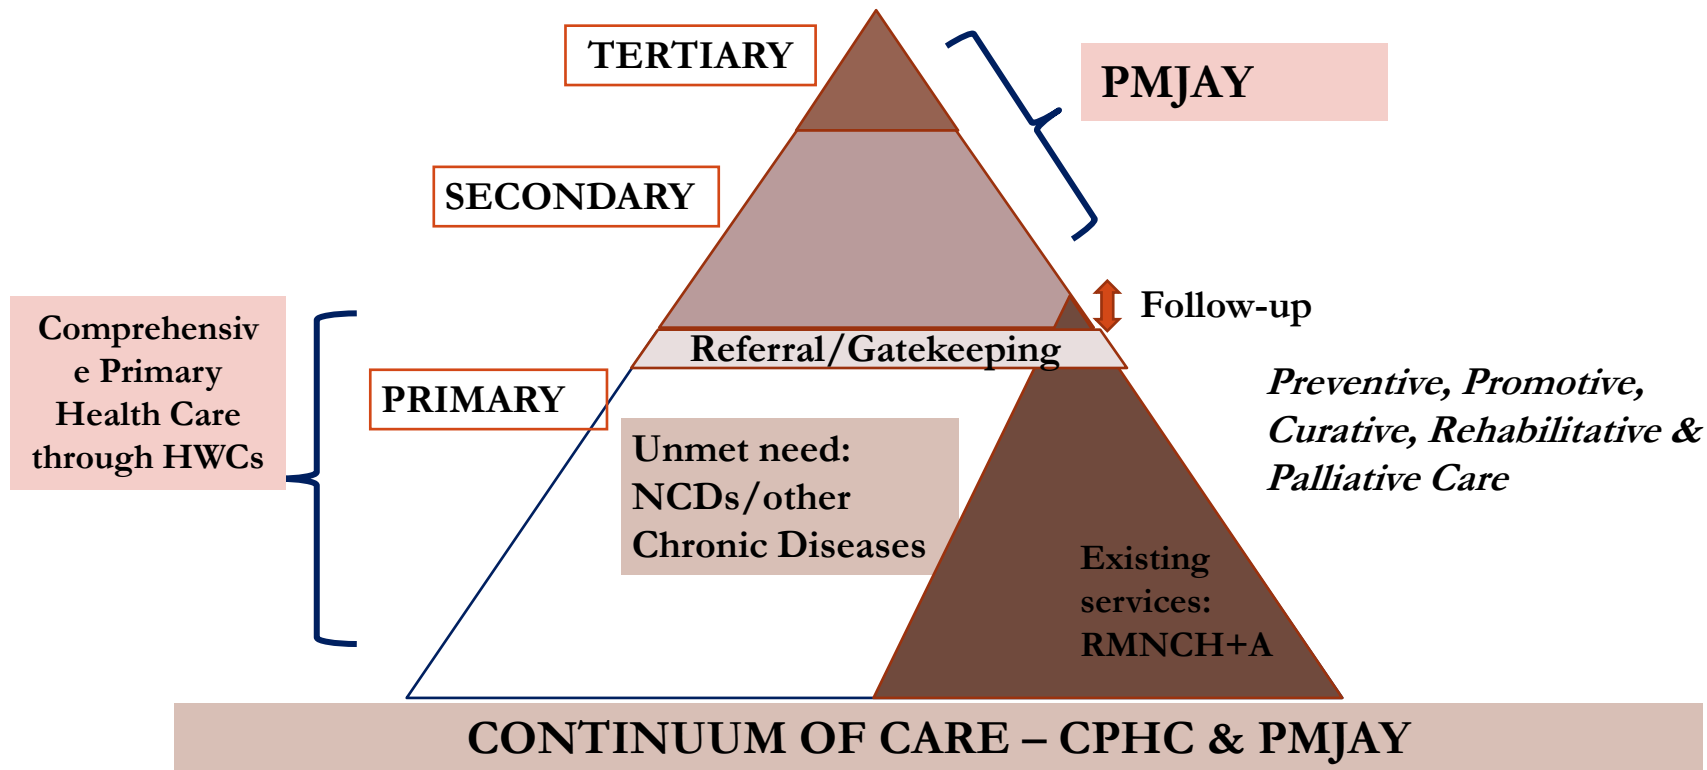 TERTIARY
PMJAY
SECONDARY
Follow-up
Comprehensiv
e Primary
Health Care
through HWCs
Referral/Gatekeeping
PRIMARY
Preventive, Promotive,
Curative, Rehabilitative &
Palliative Care
Unmet need:
NCDs/other
Chronic Diseases
Existing
services:
RMNCH+A
CONTINUUM OF CARE – CPHC & PMJAY